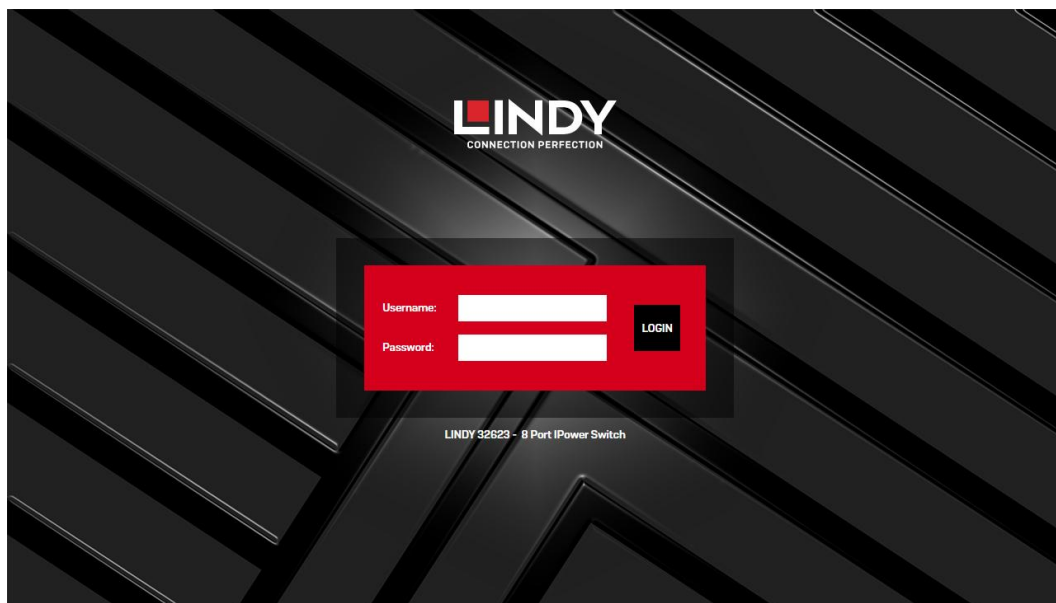 LINDY
CONNECTION PERFECTION
Username:
LOGIN
Password:
LINDY 32623 - 8 Port IPower Switch